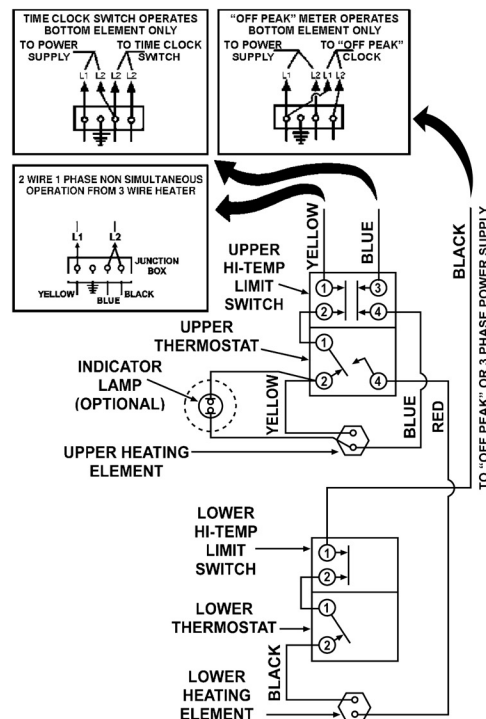 TIME CLOCK SWITCH OPERATES
BOTTOM ELEMENT ONLY
TO POWER
SUPPLY
TO TIME CLOCK
SWITCH
L1 L2 L1 L2
"OFF PEAK" METER OPERATES
BOTTOM ELEMENT ONLY
TO POWER
SUPPLY
TO "OFF PEAK"
CLOCK
L1 L2 L1 L2
2 WIRE 1 PHASE NON SIMULTANEOUS
OPERATION FROM 3 WIRE HEATER
L1 L2
JUNCTION
BOX
YELLOW
BLUE
BLACK
YELLOW
BLUE
BLACK
TO "OFF PEAK" OR 3 PHASE POWER SUPPLY
UPPER
HI-TEMP
LIMIT
SWITCH
1 3
2 4
UPPER
THERMOSTAT
1
2 4
INDICATOR
LAMP
(OPTIONAL)
YELLOW
BLUE
RED
UPPER HEATING
ELEMENT
LOWER
HI-TEMP
LIMIT
SWITCH
1
2
LOWER
THERMOSTAT
1
2
BLACK
LOWER
HEATING
ELEMENT